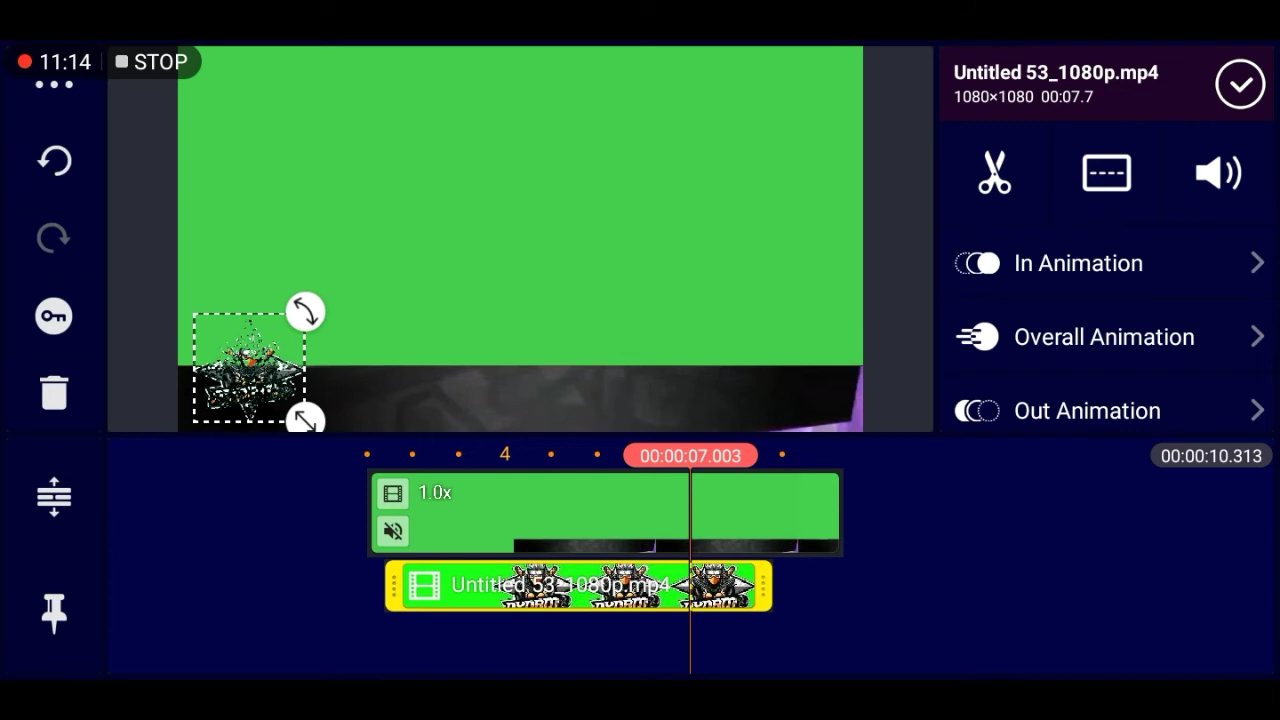 11:14 STOP
Untitled 53_1080p.mp4
1080×1080 00:07.7
In Animation
Overall Animation
Out Animation
4
00:00:07.003
00:00:10.313
1.0x
Untitled 53_1080p.mp4